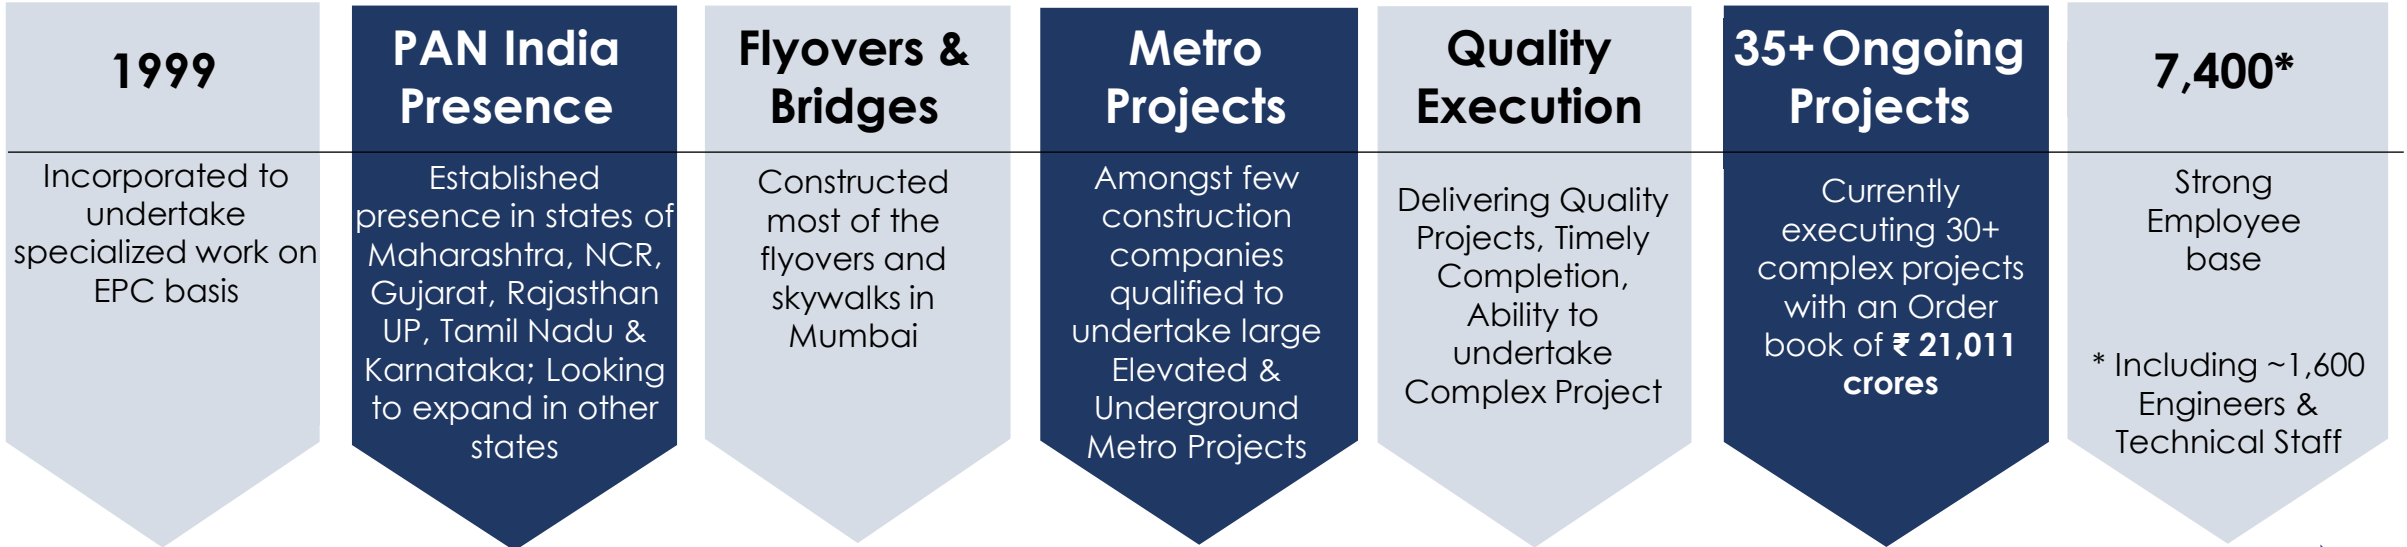 1999
Incorporated to
undertake
specialized work on
EPC basis
PAN India
Presence
Established
presence in states of
Maharashtra, NCR,
Gujarat, Rajasthan
UP, Tamil Nadu &
Karnataka; Looking
to expand in other
states
Flyovers &
Bridges
Constructed
most of the
flyovers and
skywalks in
Mumbai
Metro
Projects
Amongst few
construction
companies
qualified to
undertake large
Elevated &
Underground
Metro Projects
Quality
Execution
Delivering Quality
Projects, Timely
Completion,
Ability to
undertake
Complex Project
35+ Ongoing
Projects
Currently
executing 30+
complex projects
with an Order
book of ₹ 21,011
crores
7,400*
Strong
Employee
base
* Including ~1,600
Engineers &
Technical Staff